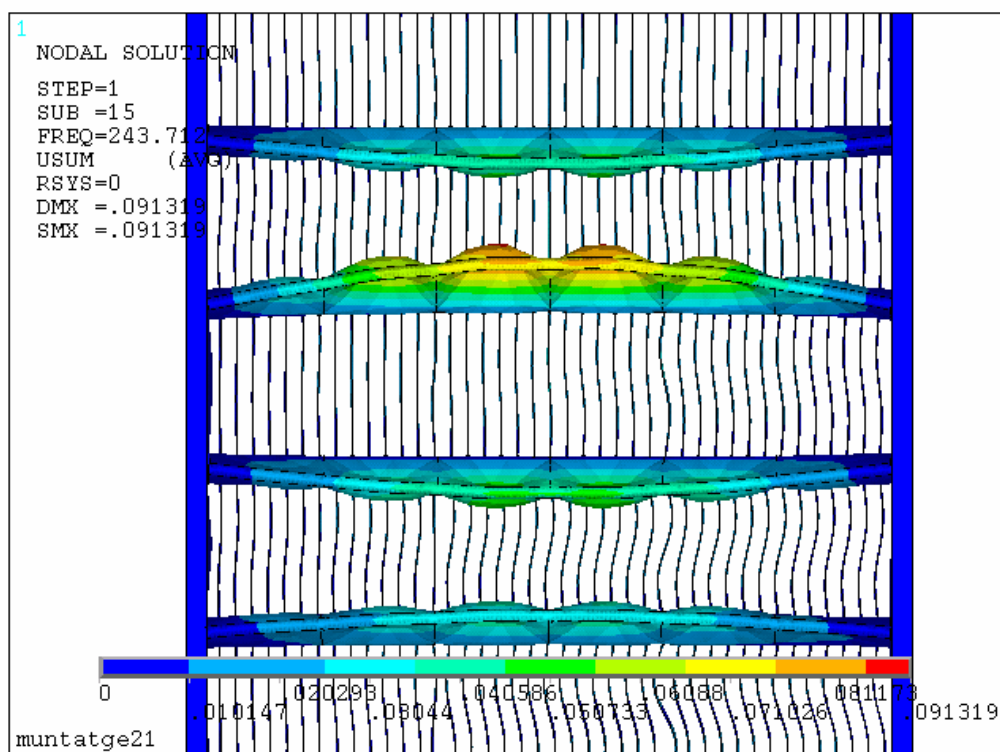 1
NODAL SOLUTION
STEP=1
SUB =15
FREQ=243.712
USUM (AVG)
RSYS=0
DMX =.091319
SMX =.091319
0 .020293 .040586 .06088 .081173
.010147 .03044 .050733 .071026 .091319
muntatge21